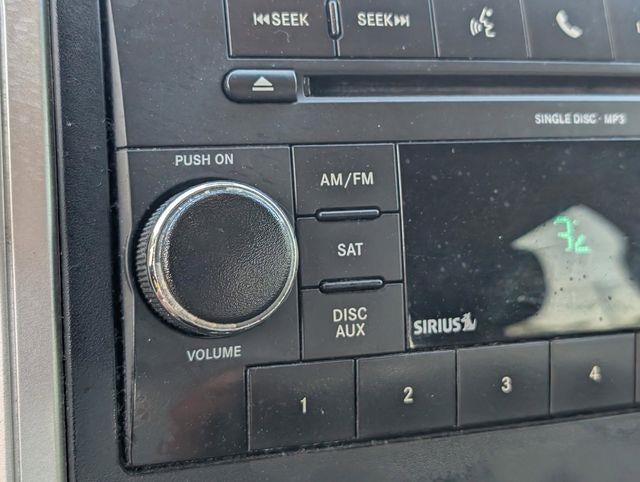 SEEK SEEK
SINGLE DISC · MP3
PUSH ON
AM/FM
SAT
DISC
AUX
SIRIUS
VOLUME
1 2 3 4